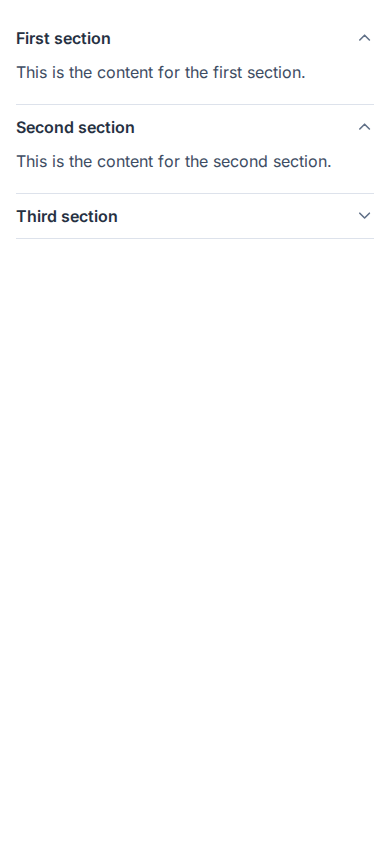 First section
This is the content for the first section.
Second section
This is the content for the second section.
Third section